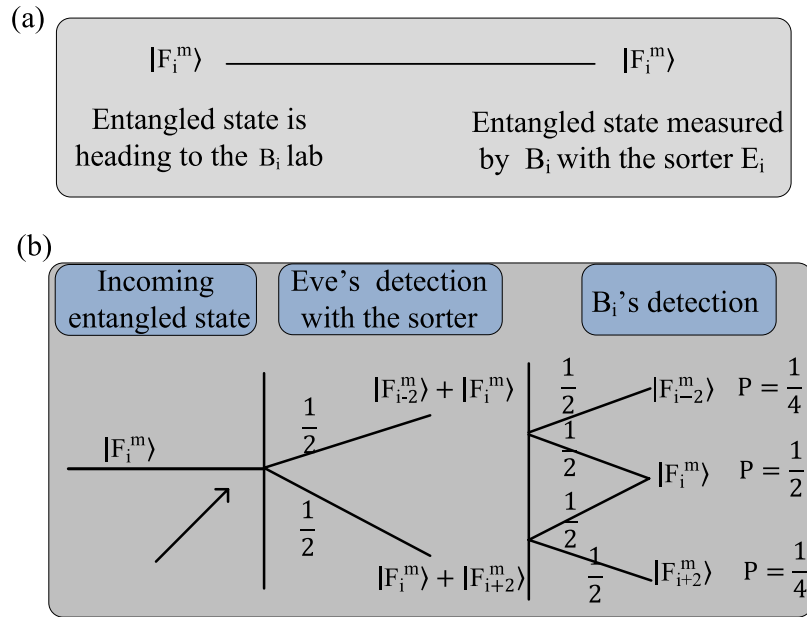 (a)
|F_i^m⟩ |F_i^m⟩
Entangled state is
heading to the B_i lab
Entangled state measured
by B_i with the sorter E_i
(b)
Incoming
entangled state
Eve's detection
with the sorter
B_i's detection
|F_i^m⟩
1/2
1/2
|F_{i-2}^m⟩ + |F_i^m⟩
|F_i^m⟩ + |F_{i+2}^m⟩
1/2
1/2
1/2
1/2
|F_{i−2}^m⟩ P = 1/4
|F_i^m⟩ P = 1/2
|F_{i+2}^m⟩ P = 1/4